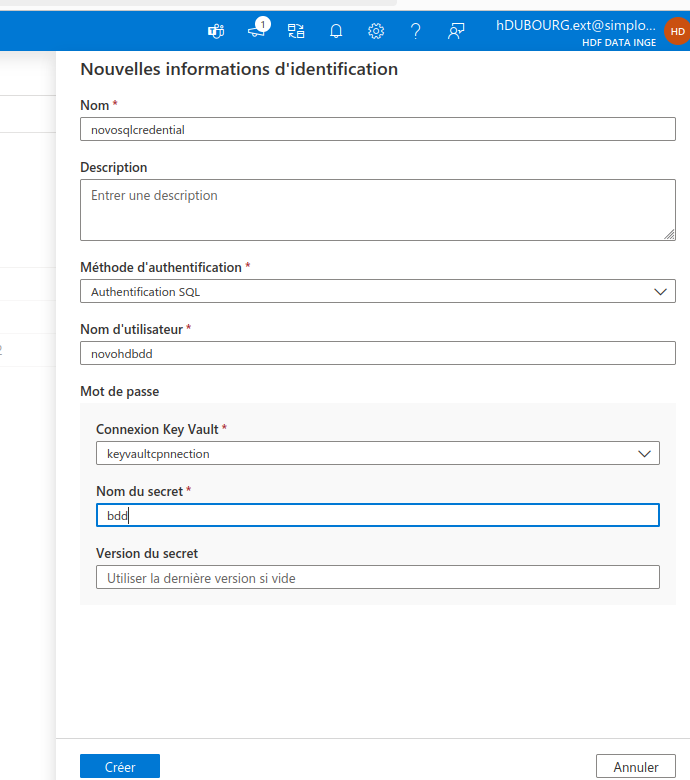 1
hDUBOURG.ext@simplo...
HDF DATA INGE
HD
Nouvelles informations d'identification
Nom *
novosqlcredential
Description
Entrer une description
Méthode d'authentification *
Authentification SQL
Nom d'utilisateur *
novohdbdd
Mot de passe
Connexion Key Vault *
keyvaultcpnnection
Nom du secret *
bdd
Version du secret
Utiliser la dernière version si vide
Créer
Annuler